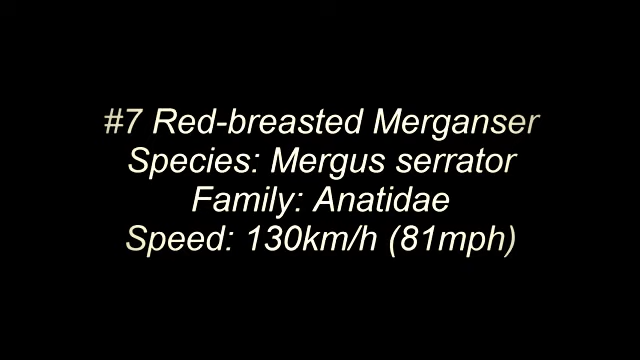 #7 Red-breasted Merganser
Species: Mergus serrator
Family: Anatidae
Speed: 130km/h (81mph)